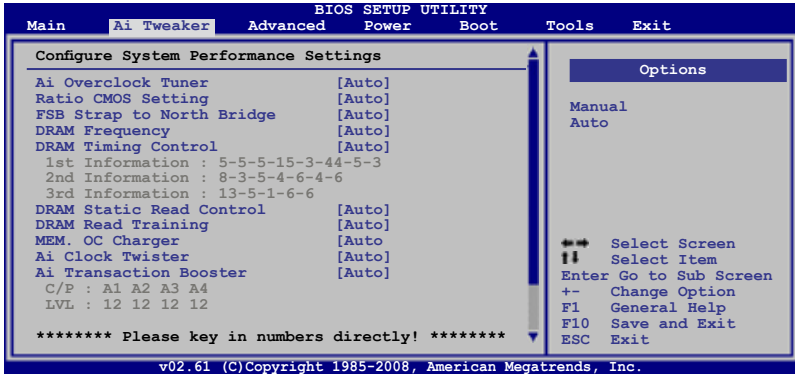 BIOS SETUP UTILITY
Main Ai Tweaker Advanced Power Boot Tools Exit
Configure System Performance Settings
Ai Overclock Tuner [Auto]
Ratio CMOS Setting [Auto]
FSB Strap to North Bridge [Auto]
DRAM Frequency [Auto]
DRAM Timing Control [Auto]
1st Information : 5-5-5-15-3-44-5-3
2nd Information : 8-3-5-4-6-4-6
3rd Information : 13-5-1-6-6
DRAM Static Read Control [Auto]
DRAM Read Training [Auto]
MEM. OC Charger [Auto
Ai Clock Twister [Auto]
Ai Transaction Booster [Auto]
C/P : A1 A2 A3 A4
LVL : 12 12 12 12
******** Please key in numbers directly! ********
Options
Manual
Auto
Select Screen
Select Item
Enter Go to Sub Screen
+- Change Option
F1 General Help
F10 Save and Exit
ESC Exit
v02.61 (C)Copyright 1985-2008, American Megatrends, Inc.